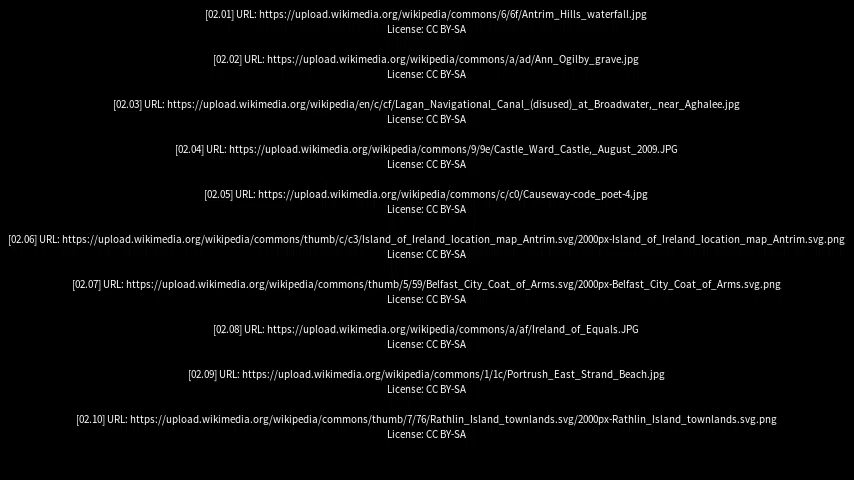 [02.01] URL: https://upload.wikimedia.org/wikipedia/commons/6/6f/Antrim_Hills_waterfall.jpg
License: CC BY-SA
[02.02] URL: https://upload.wikimedia.org/wikipedia/commons/a/ad/Ann_Ogilby_grave.jpg
License: CC BY-SA
[02.03] URL: https://upload.wikimedia.org/wikipedia/en/c/cf/Lagan_Navigational_Canal_(disused)_at_Broadwater,_near_Aghalee.jpg
License: CC BY-SA
[02.04] URL: https://upload.wikimedia.org/wikipedia/commons/9/9e/Castle_Ward_Castle,_August_2009.JPG
License: CC BY-SA
[02.05] URL: https://upload.wikimedia.org/wikipedia/commons/c/c0/Causeway-code_poet-4.jpg
License: CC BY-SA
[02.06] URL: https://upload.wikimedia.org/wikipedia/commons/thumb/c/c3/Island_of_Ireland_location_map_Antrim.svg/2000px-Island_of_Ireland_location_map_Antrim.svg.png
License: CC BY-SA
[02.07] URL: https://upload.wikimedia.org/wikipedia/commons/thumb/5/59/Belfast_City_Coat_of_Arms.svg/2000px-Belfast_City_Coat_of_Arms.svg.png
License: CC BY-SA
[02.08] URL: https://upload.wikimedia.org/wikipedia/commons/a/af/Ireland_of_Equals.JPG
License: CC BY-SA
[02.09] URL: https://upload.wikimedia.org/wikipedia/commons/1/1c/Portrush_East_Strand_Beach.jpg
License: CC BY-SA
[02.10] URL: https://upload.wikimedia.org/wikipedia/commons/thumb/7/76/Rathlin_Island_townlands.svg/2000px-Rathlin_Island_townlands.svg.png
License: CC BY-SA